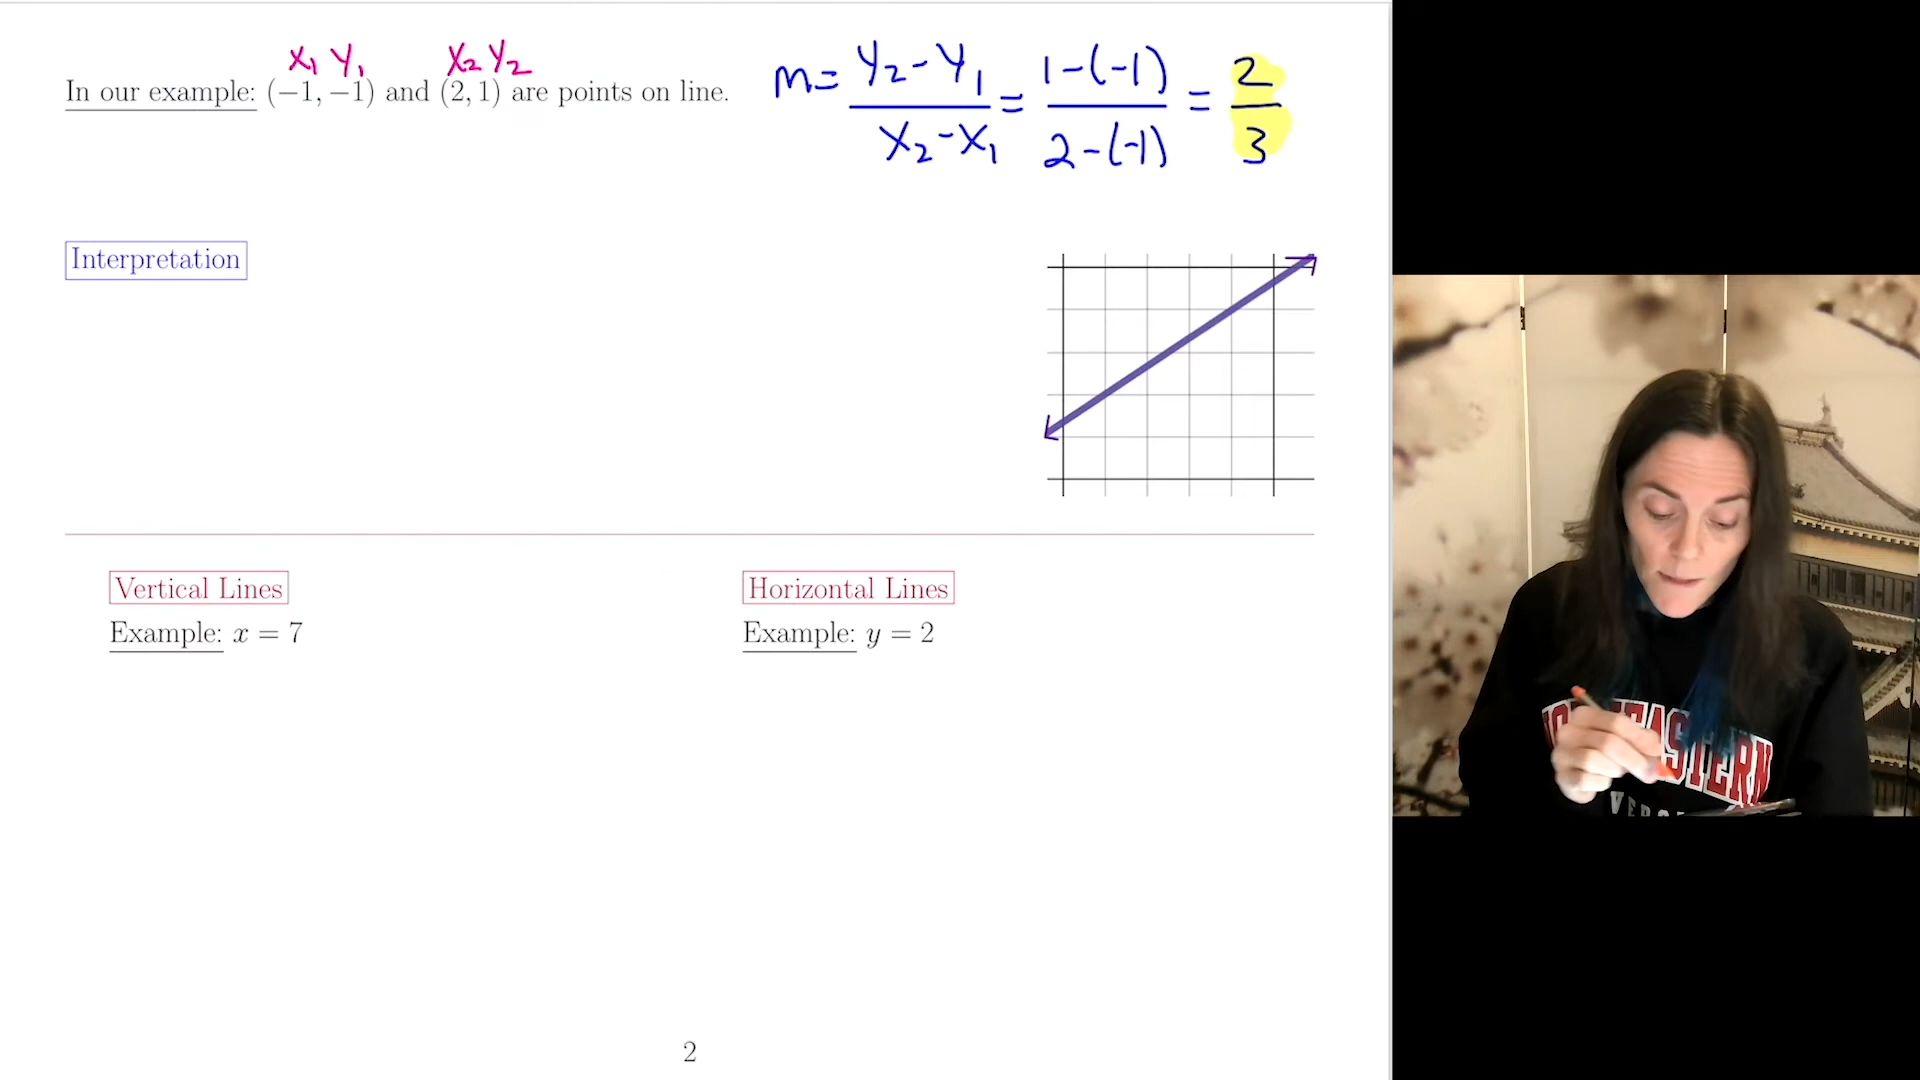 x₁ y₁ x₂ y₂
In our example: (−1, −1) and (2, 1) are points on line.
m = y₂ - y₁ / x₂ - x₁ = 1-(-1) / 2-(-1) = 2/3
Interpretation
Vertical Lines
Example: x = 7
Horizontal Lines
Example: y = 2
2